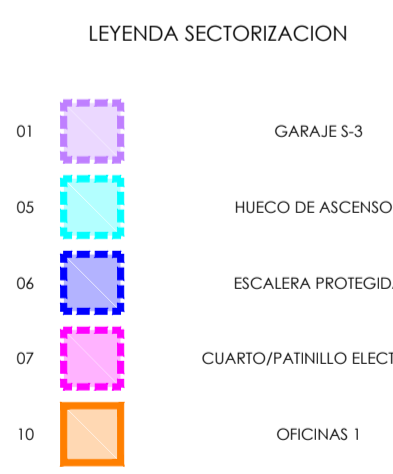 LEYENDA SECTORIZACION
01 GARAJE S-3
05 HUECO DE ASCENSO
06 ESCALERA PROTEGID
07 CUARTO/PATINILLO ELECT
10 OFICINAS 1